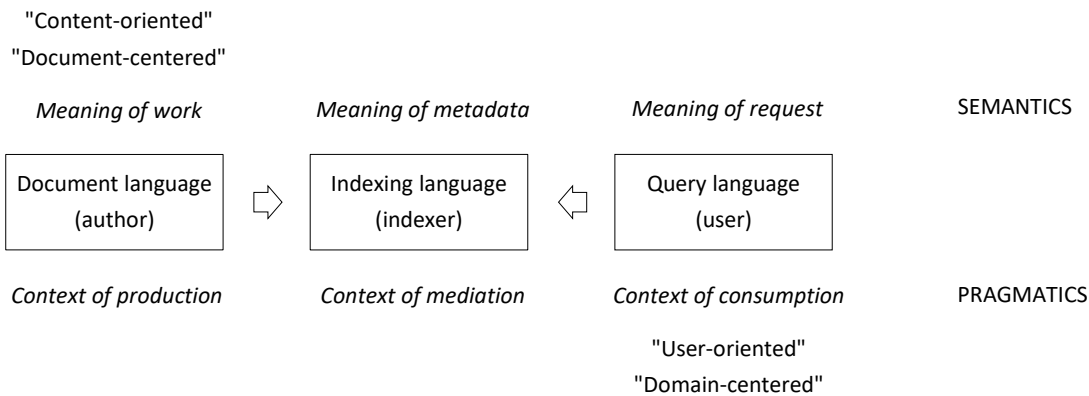 "Content-oriented"
"Document-centered"
Meaning of work
Meaning of metadata
Meaning of request
SEMANTICS
Document language
(author)
Indexing language
(indexer)
Query language
(user)
Context of production
Context of mediation
Context of consumption
PRAGMATICS
"User-oriented"
"Domain-centered"